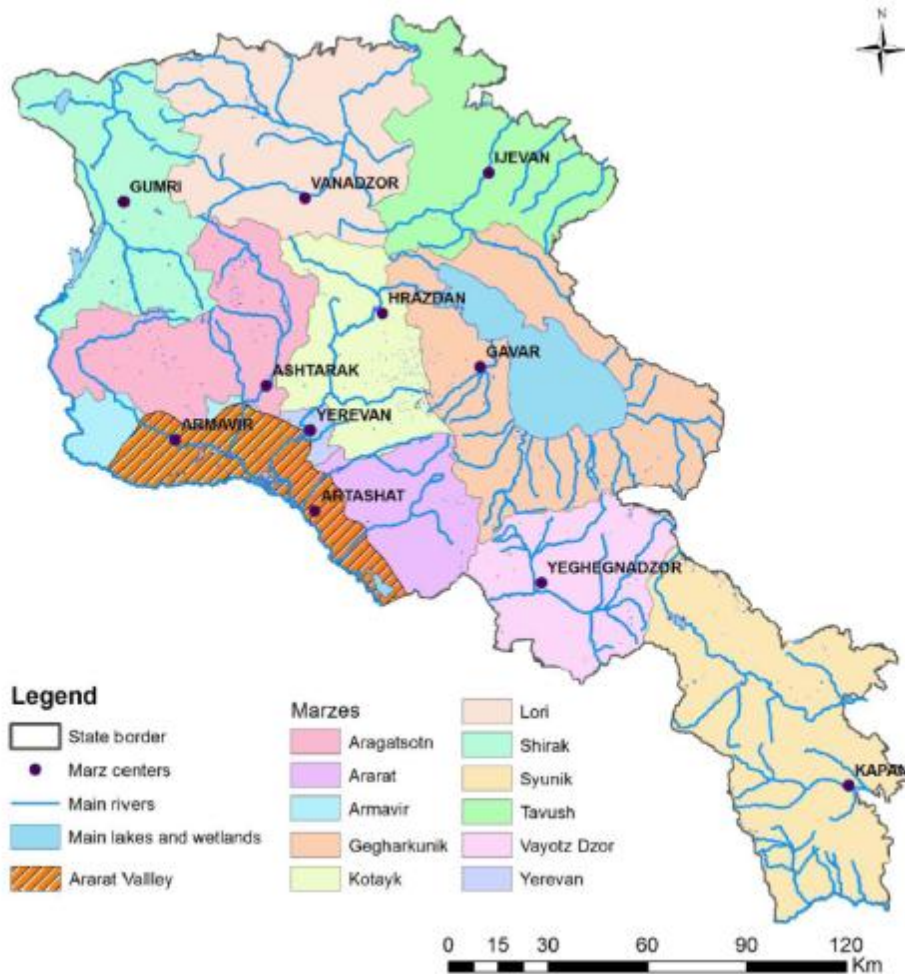 N
IJEVAN
GUMRI
VANADZOR
HRAZDAN
GAVAR
ASHTARAK
YEREVAN
ARMAVIR
ARTASHAT
YEGHEGNADZOR
KAPAN
Legend
State border
Marz centers
Main rivers
Main lakes and wetlands
Ararat Vallley
Marzes
Aragatsotn
Ararat
Armavir
Gegharkunik
Kotayk
Lori
Shirak
Syunik
Tavush
Vayotz Dzor
Yerevan
0 15 30 60 90 120
Km